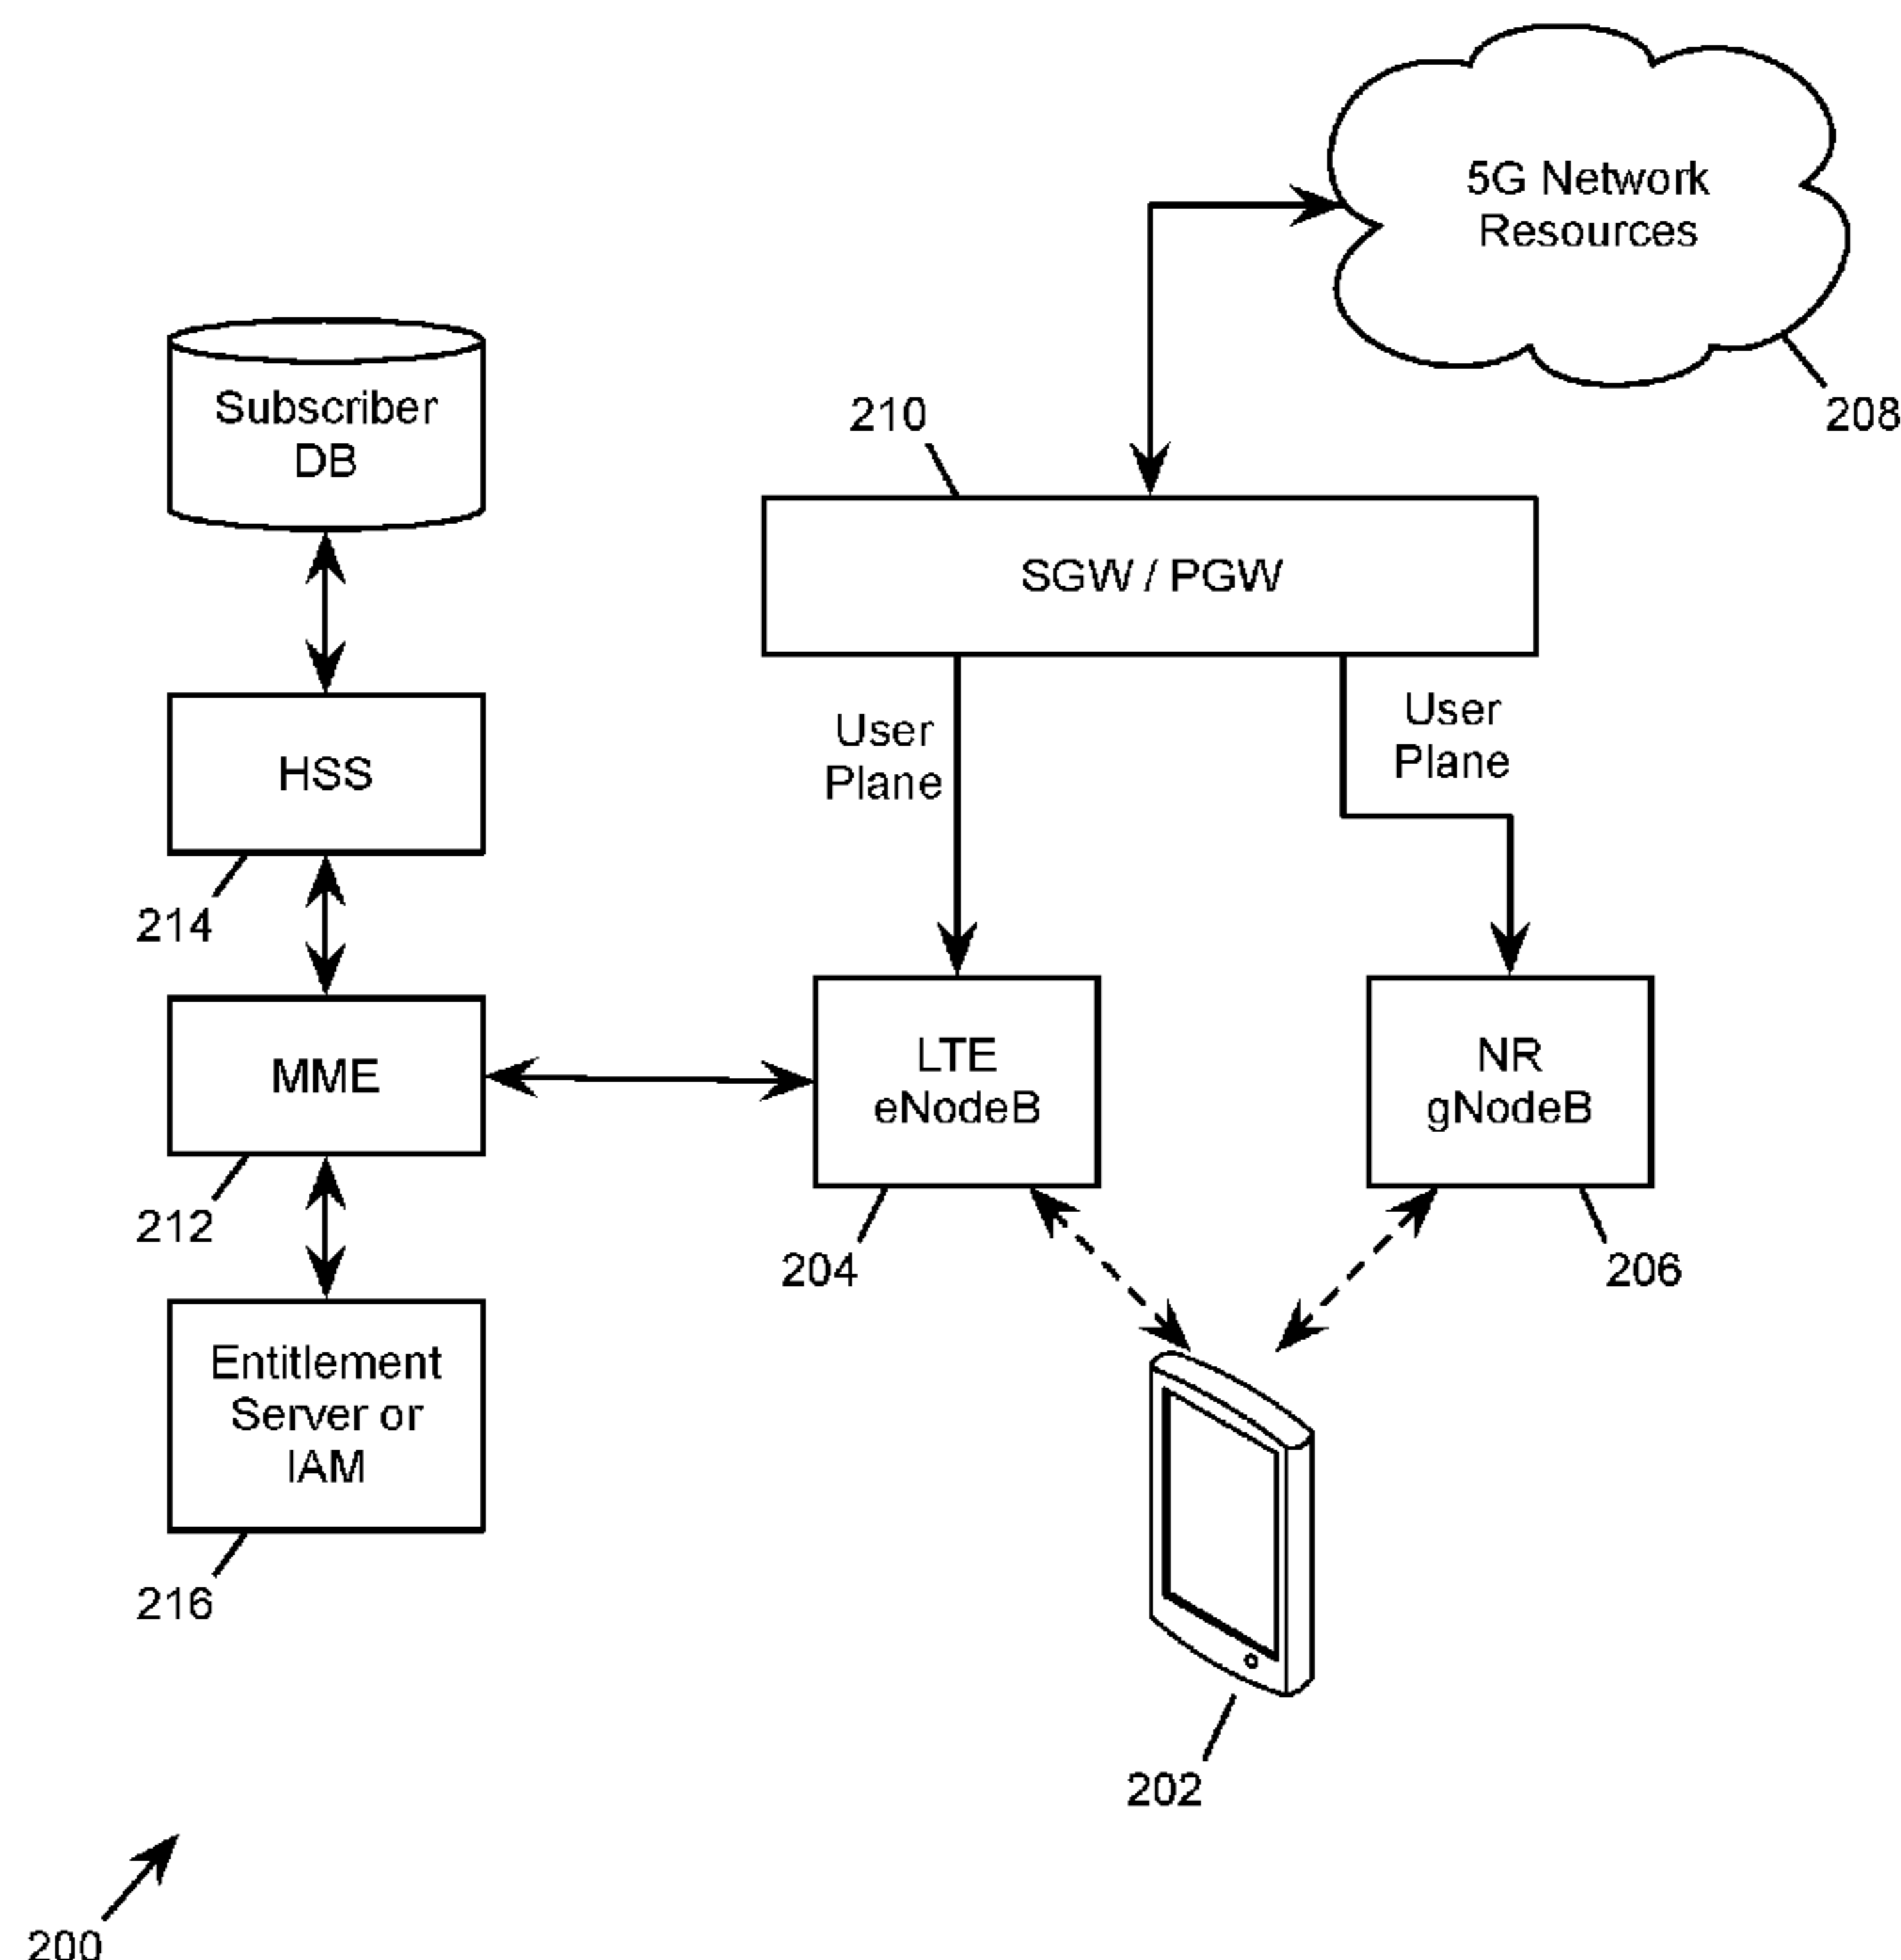 5G Network
Resources
208
Subscriber
DB
210
SGW / PGW
HSS
214
User
Plane
User
Plane
MME
212
LTE
eNodeB
204
NR
gNodeB
206
Entitlement
Server or
IAM
216
202
200